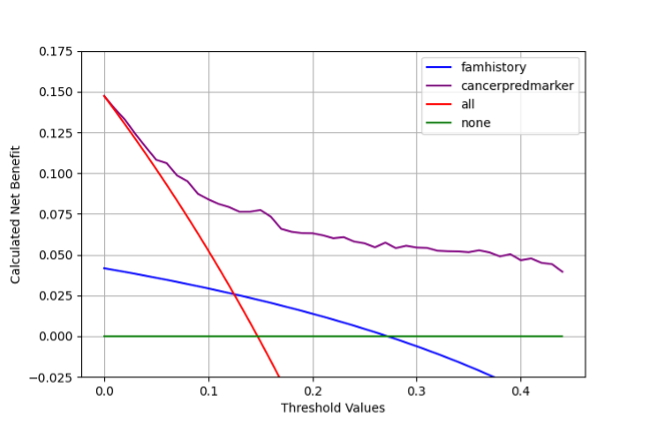 0.175
0.150
0.125
0.100
0.075
0.050
0.025
0.000
−0.025
Calculated Net Benefit
famhistory
cancerpredmarker
all
none
0.0 0.1 0.2 0.3 0.4
Threshold Values